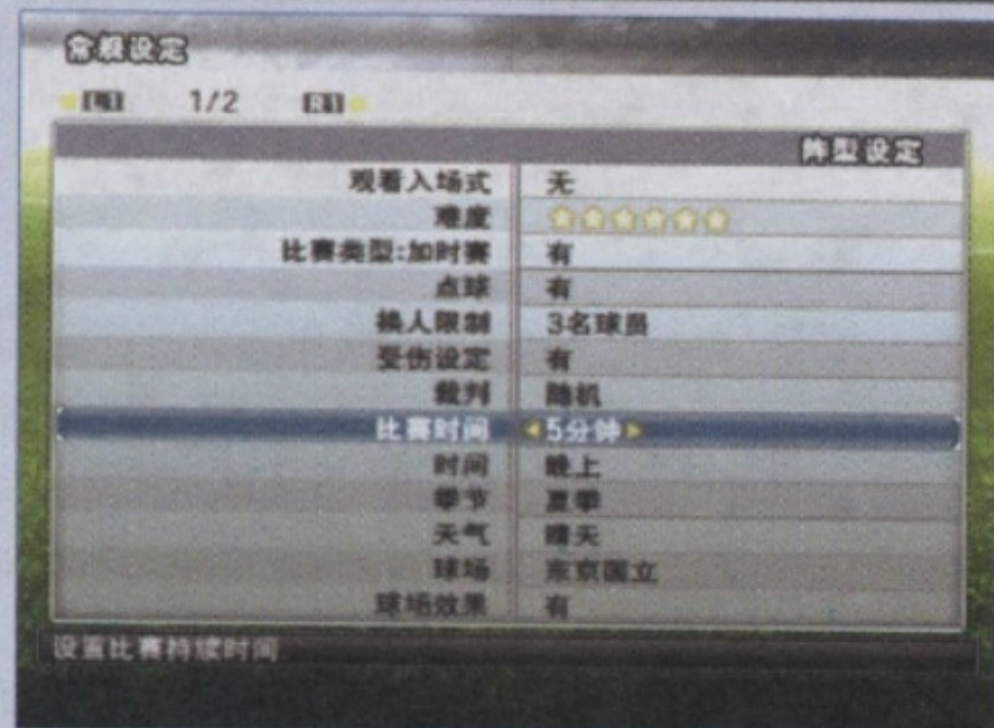 常规设定
L1 1/2 R1
阵型设定
观看入场式 无
难度 ☆☆☆☆☆☆
比赛类型:加时赛 有
点球 有
换人限制 3名球员
受伤设定 有
裁判 随机
比赛时间 5分钟
时间 晚上
季节 夏季
天气 晴天
球场 东京国立
球场效果 有
设置比赛持续时间